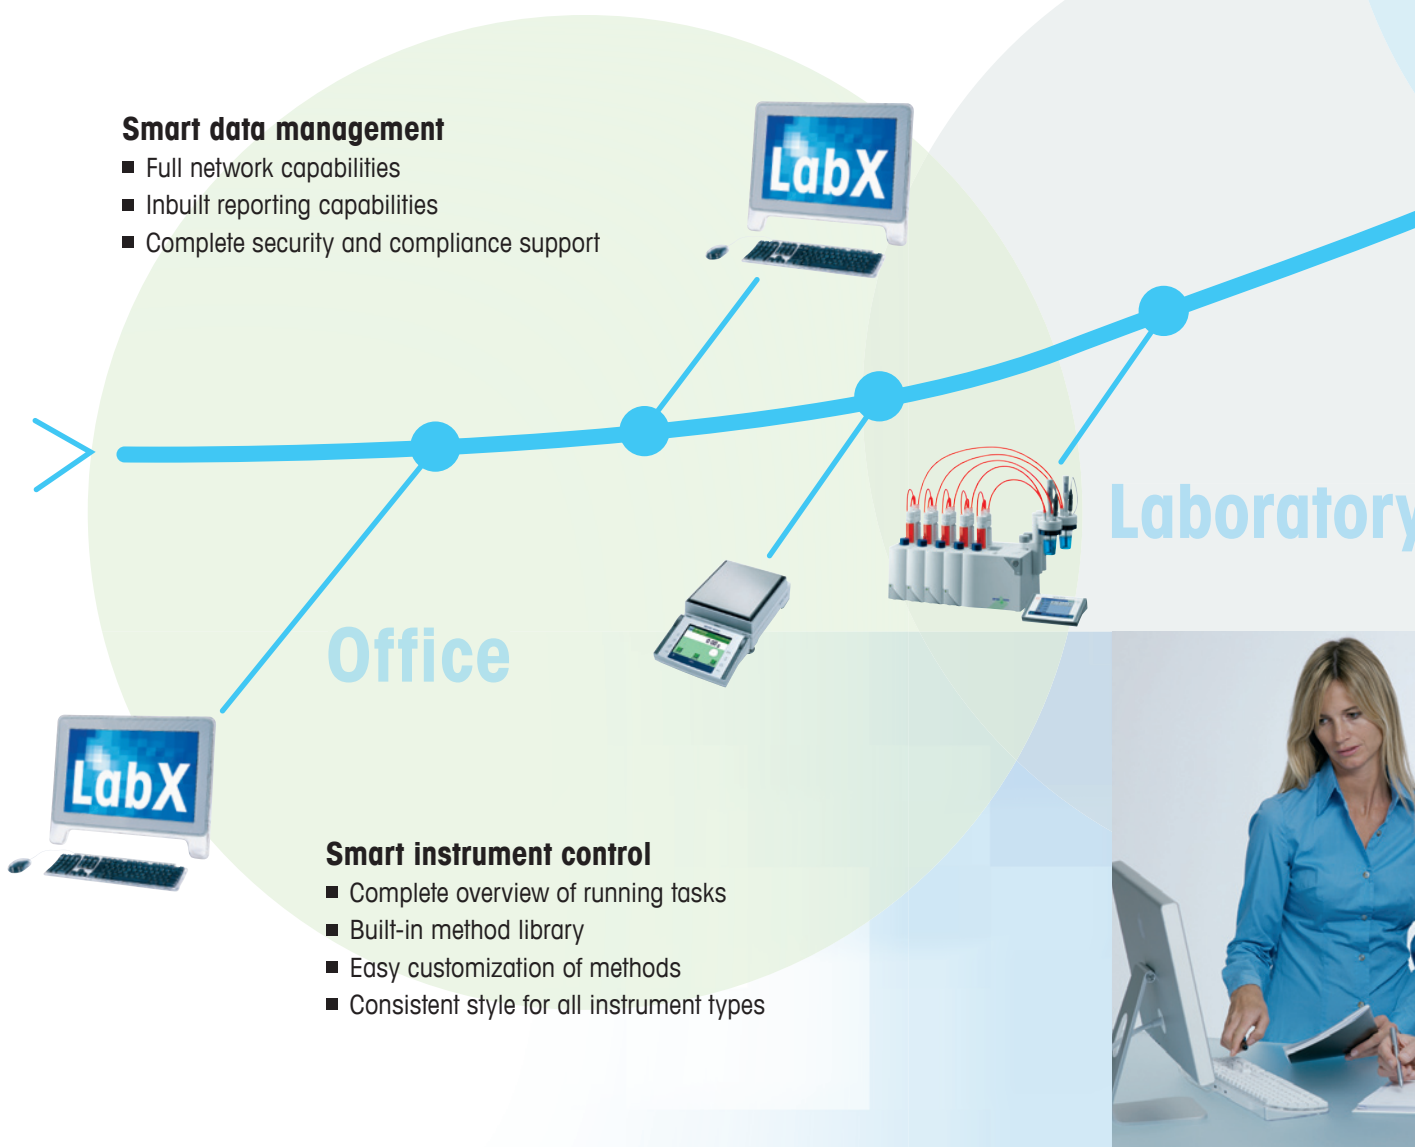 Smart data management
■ Full network capabilities
■ Inbuilt reporting capabilities
■ Complete security and compliance support
LabX
Laboratory
Office
LabX
Smart instrument control
■ Complete overview of running tasks
■ Built-in method library
■ Easy customization of methods
■ Consistent style for all instrument types